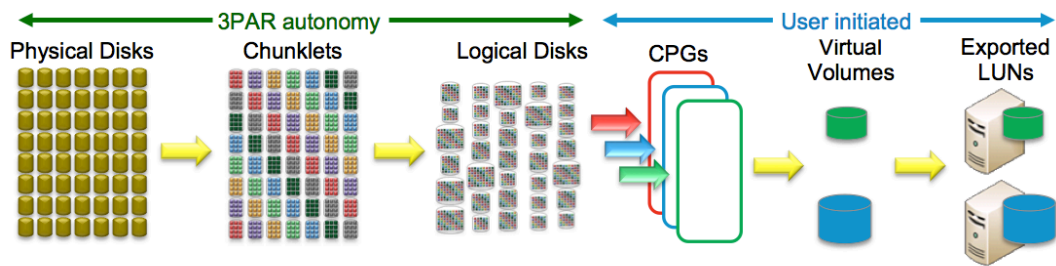 3PAR autonomy
User initiated
Physical Disks
Chunklets
Logical Disks
CPGs
Virtual
Volumes
Exported
LUNs